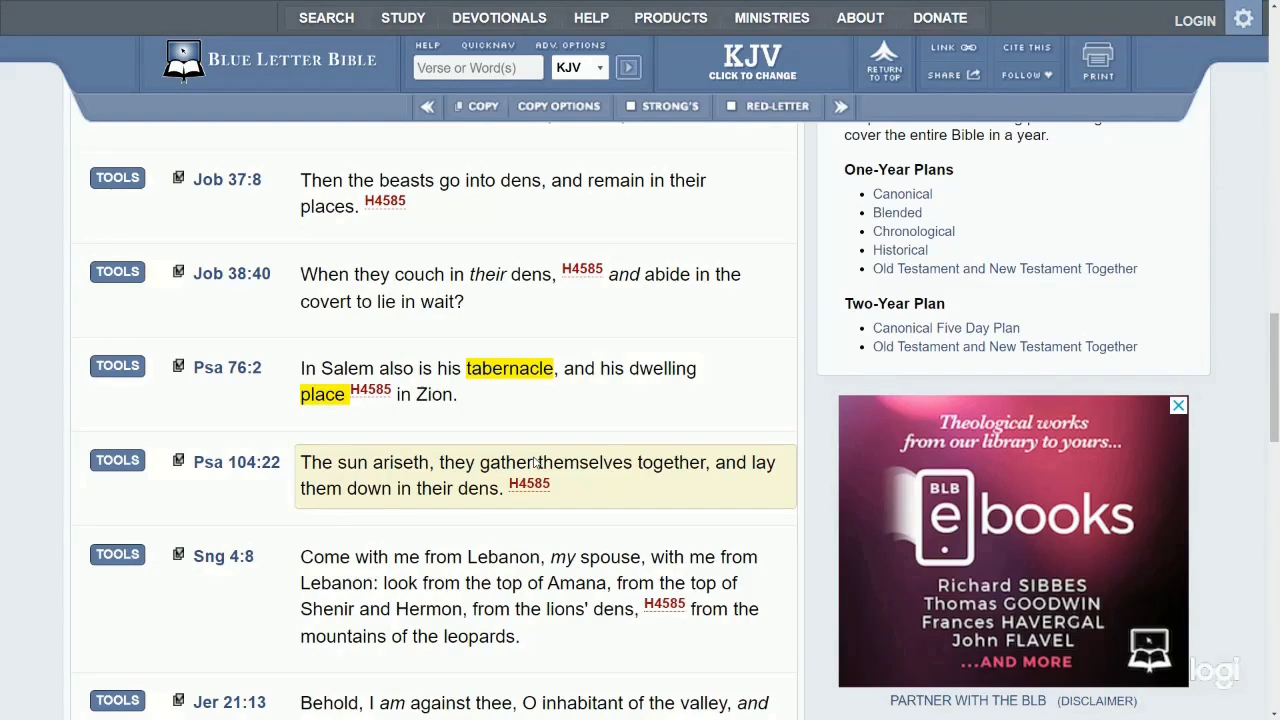 SEARCH STUDY DEVOTIONALS HELP PRODUCTS MINISTRIES ABOUT DONATE LOGIN
BLUE LETTER BIBLE
HELP QUICKNAV ADV. OPTIONS
Verse or Word(s) KJV
KJV
CLICK TO CHANGE
RETURN
TO TOP
LINK CITE THIS
SHARE FOLLOW
PRINT
COPY COPY OPTIONS STRONG'S RED-LETTER
TOOLS Job 37:8 Then the beasts go into dens, and remain in their
places. H4585
TOOLS Job 38:40 When they couch in their dens, H4585 and abide in the
covert to lie in wait?
TOOLS Psa 76:2 In Salem also is his tabernacle, and his dwelling
place H4585 in Zion.
TOOLS Psa 104:22 The sun ariseth, they gather themselves together, and lay
them down in their dens. H4585
TOOLS Sng 4:8 Come with me from Lebanon, my spouse, with me from
Lebanon: look from the top of Amana, from the top of
Shenir and Hermon, from the lions' dens, H4585 from the
mountains of the leopards.
TOOLS Jer 21:13 Behold, I am against thee, O inhabitant of the valley, and
cover the entire Bible in a year.
One-Year Plans
Canonical
Blended
Chronological
Historical
Old Testament and New Testament Together
Two-Year Plan
Canonical Five Day Plan
Old Testament and New Testament Together
Theological works
from our library to yours...
BLB
e books
Richard SIBBES
Thomas GOODWIN
Frances HAVERGAL
John FLAVEL
...AND MORE
logi
PARTNER WITH THE BLB (DISCLAIMER)